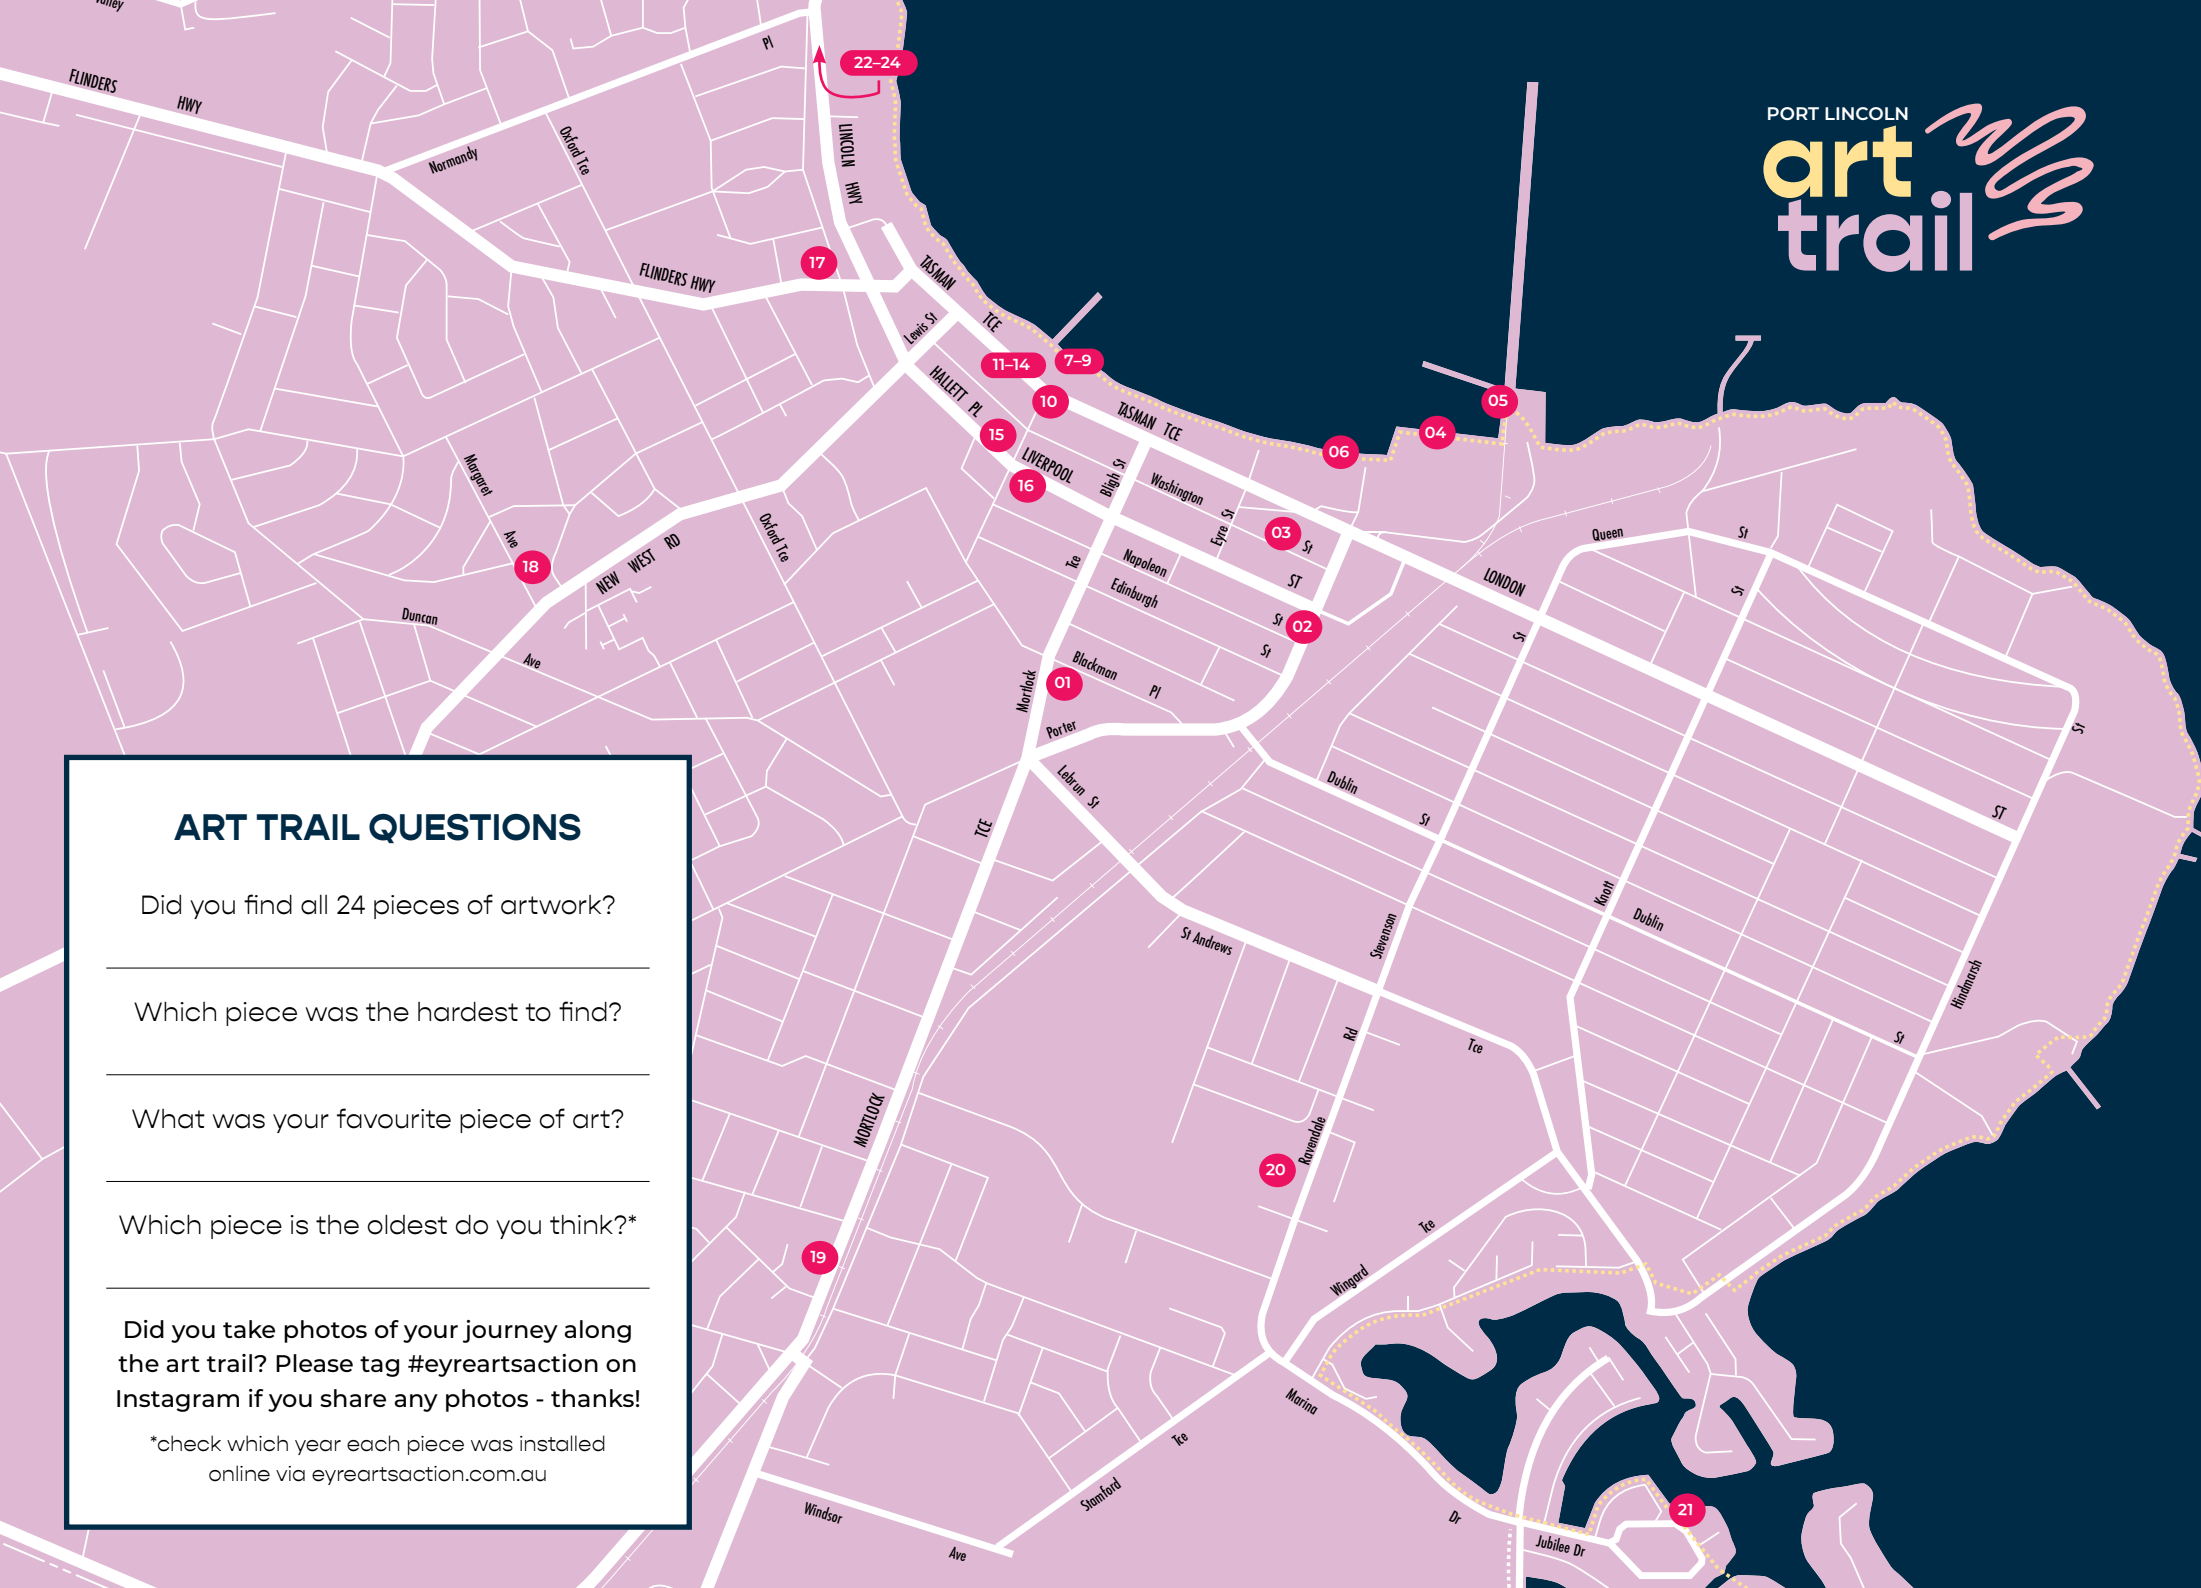 valley
FLINDERS HWY
Normandy Pl
Oxford Tce
22–24
LINCOLN HWY
PORT LINCOLN
art
trail
17
FLINDERS HWY
TASMAN TCE
Lewis St
11–14
7–9
10
HALLETT PL
15
TASMAN TCE
05
04
06
LIVERPOOL ST
16
Bligh St
Washington St
Eyre St
03
Margaret Ave
18
NEW WEST RD
Oxford Tce
Tce
Napoleon St
Edinburgh St
02
LONDON ST
Queen St
St
St
St
Duncan Ave
Mortlock
01
Blackman Pl
Porter
Lebrun St
Dublin St
MORTLOCK TCE
St Andrews Tce
Stevenson
Knott
Dublin St
Hindmarsh
Ravendale Rd
20
19
Wingard Tce
Marina Dr
Stamford Tce
Windsor Ave
Jubilee Dr
21
ART TRAIL QUESTIONS
Did you find all 24 pieces of artwork?
Which piece was the hardest to find?
What was your favourite piece of art?
Which piece is the oldest do you think?*
Did you take photos of your journey along
the art trail? Please tag #eyreartsaction on
Instagram if you share any photos - thanks!
*check which year each piece was installed
online via eyreartsaction.com.au